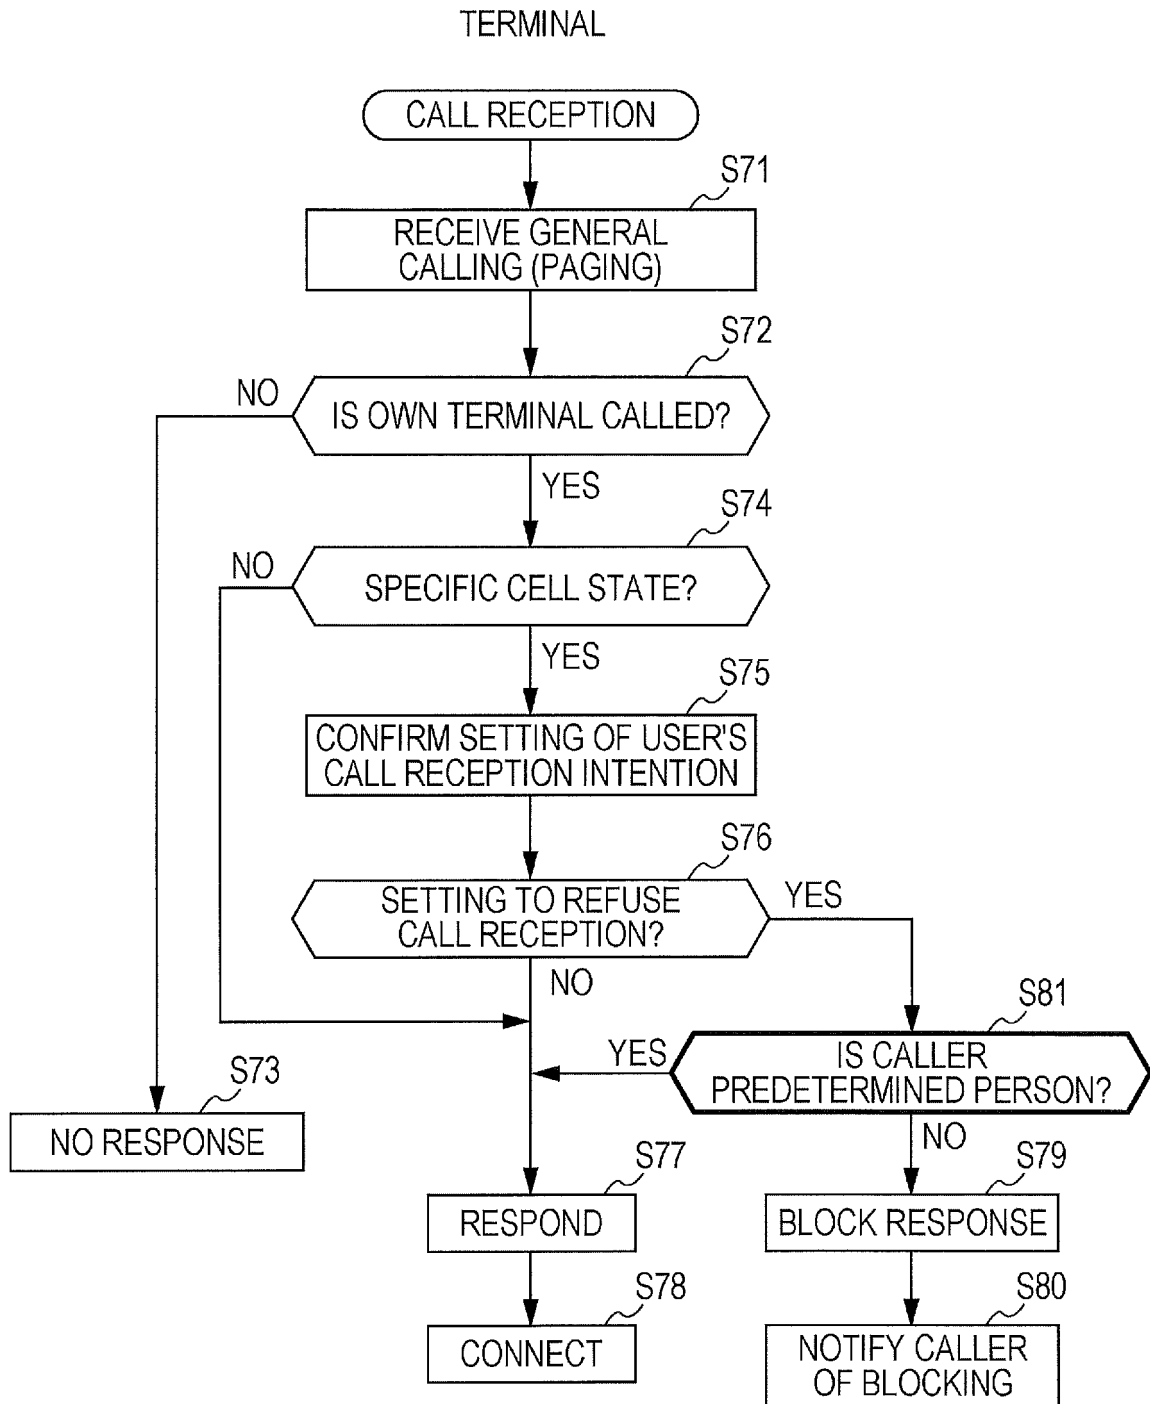 TERMINAL
CALL RECEPTION
S71
RECEIVE GENERAL
CALLING (PAGING)
S72
NO
IS OWN TERMINAL CALLED?
YES
S74
NO
SPECIFIC CELL STATE?
YES
S75
CONFIRM SETTING OF USER'S
CALL RECEPTION INTENTION
S76
SETTING TO REFUSE
CALL RECEPTION?
YES
NO
S81
YES
IS CALLER
PREDETERMINED PERSON?
S73
NO RESPONSE
NO
S77
RESPOND
S79
BLOCK RESPONSE
S78
CONNECT
S80
NOTIFY CALLER
OF BLOCKING